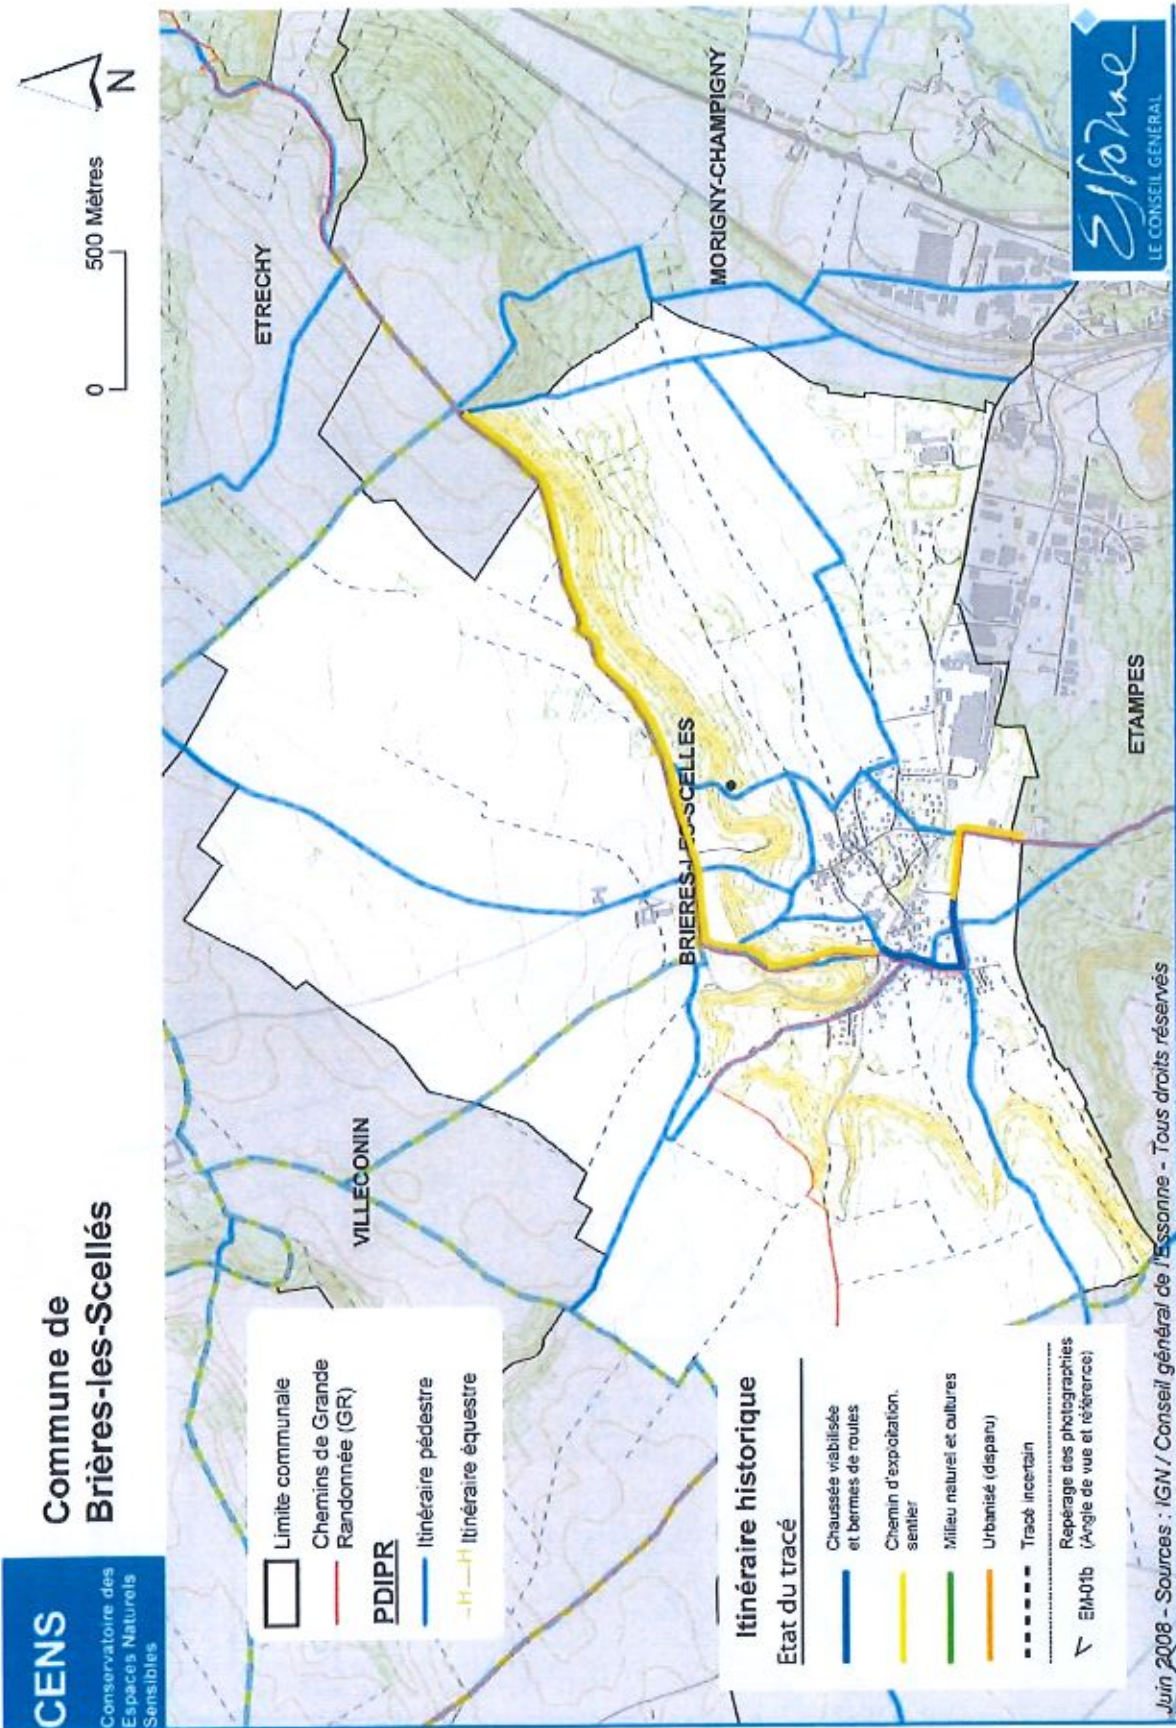 CENS
Conservatoire des
Espaces Naturels
Sensibles
Commune de
Brières-les-Scellés
0 500 Mètres
N
ETRECHY
MORIGNY-CHAMPIGNY
VILLECONIN
BRIERES-LES-SCELLES
ETAMPES
Limite communale
Chemins de Grande
Randonnée (GR)
PDIPR
Itinéraire pédestre
H H Itinéraire équestre
Itinéraire historique
Etat du tracé
Chaussée viabilisée
et bermes de routes
Chemin d'exploitation.
sentier
Milieu naturel et cultures
Urbanisé (disparu)
Tracé incertain
Repérage des photographies
EM-01b (Angle de vue et référence)
Essonne
LE CONSEIL GÉNÉRAL
Juin 2008 - Sources : IGN / Conseil général de l'Essonne - Tous droits réservés